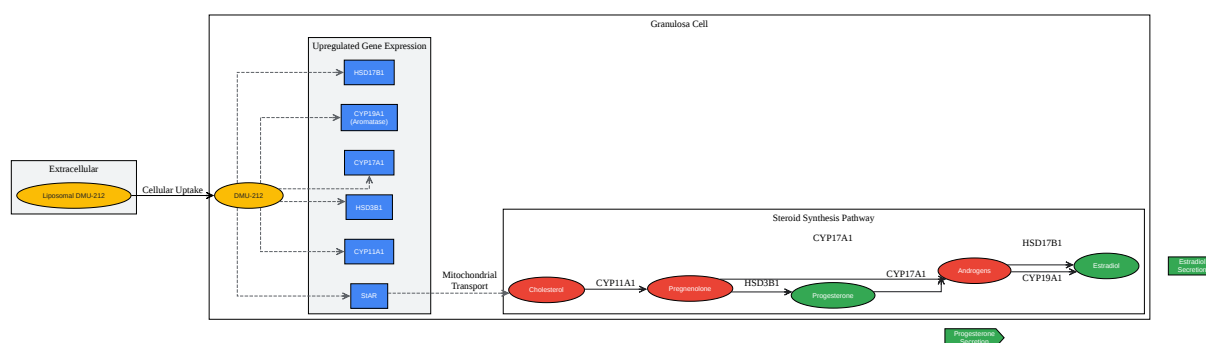 Granulosa Cell
Upregulated Gene Expression
HSD17B1
CYP19A1
(Aromatase)
CYP17A1
HSD3B1
CYP11A1
StAR
Extracellular
Liposomal DMU-212
Cellular Uptake
DMU-212
Mitochondrial
Transport
Steroid Synthesis Pathway
CYP17A1
HSD17B1
Cholesterol
CYP11A1
Pregnenolone
HSD3B1
Progesterone
CYP17A1
Androgens
CYP19A1
Estradiol
Estradiol
Secretion
Progesterone
Secretion